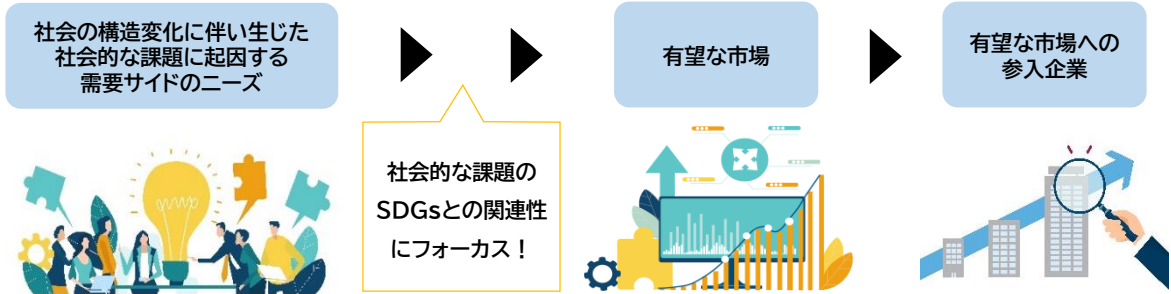 社会の構造変化に伴い生じた
社会的な課題に起因する
需要サイドのニーズ
社会的な課題の
SDGsとの関連性
にフォーカス！
有望な市場
有望な市場への
参入企業